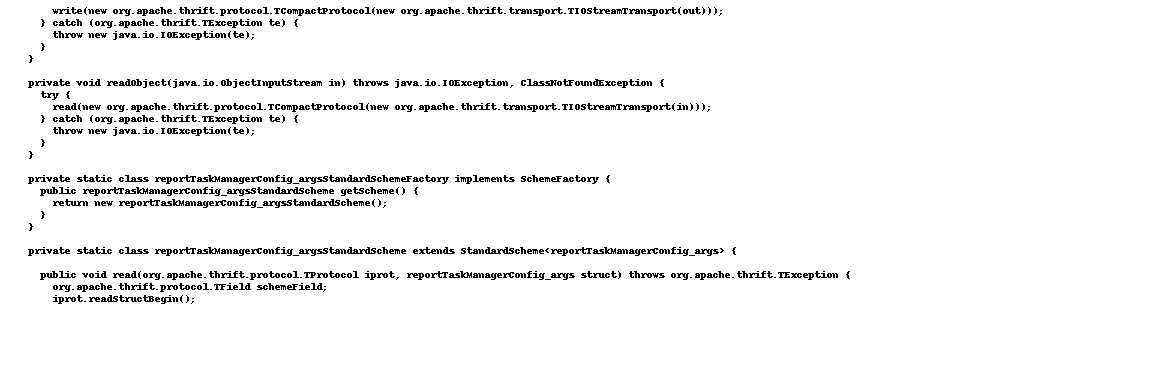 write(new org.apache.thrift.protocol.TCompactProtocol(new org.apache.thrift.transport.TIOStreamTransport(out)));
} catch (org.apache.thrift.TException te) {
throw new java.io.IOException(te);
}
}
private void readObject(java.io.ObjectInputStream in) throws java.io.IOException, ClassNotFoundException {
try {
read(new org.apache.thrift.protocol.TCompactProtocol(new org.apache.thrift.transport.TIOStreamTransport(in)));
} catch (org.apache.thrift.TException te) {
throw new java.io.IOException(te);
}
}
private static class reportTaskManagerConfig_argsStandardSchemeFactory implements SchemeFactory {
public reportTaskManagerConfig_argsStandardScheme getScheme() {
return new reportTaskManagerConfig_argsStandardScheme();
}
}
private static class reportTaskManagerConfig_argsStandardScheme extends StandardScheme<reportTaskManagerConfig_args> {
public void read(org.apache.thrift.protocol.TProtocol iprot, reportTaskManagerConfig_args struct) throws org.apache.thrift.TException {
org.apache.thrift.protocol.TField schemeField;
iprot.readStructBegin();